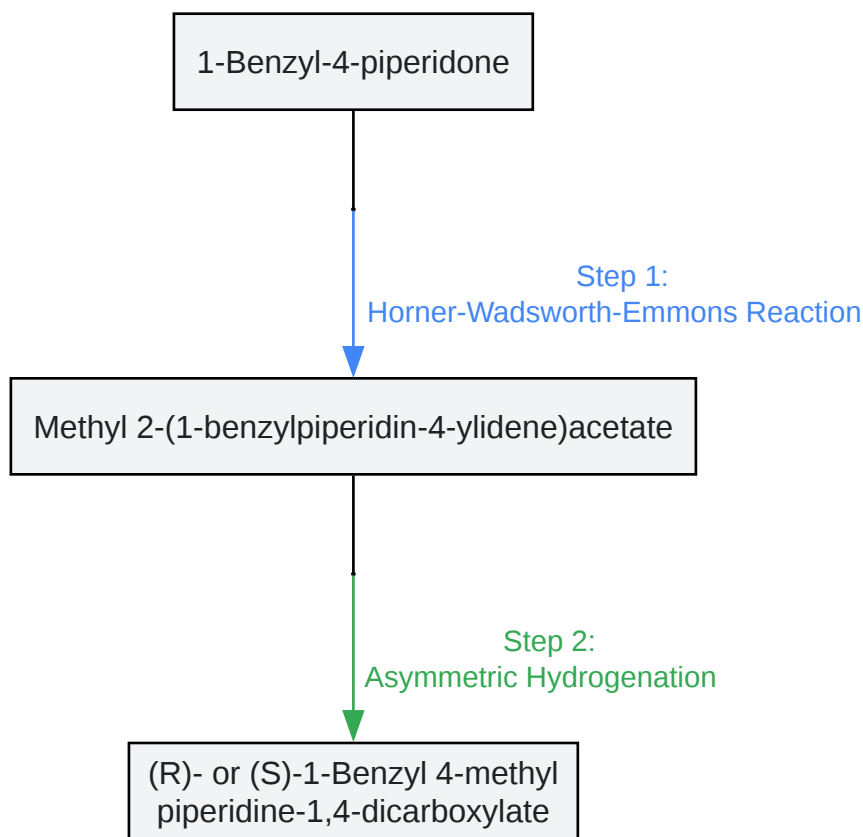 1-Benzyl-4-piperidone
Step 1:
Horner-Wadsworth-Emmons Reaction
Methyl 2-(1-benzylpiperidin-4-ylidene)acetate
Step 2:
Asymmetric Hydrogenation
(R)- or (S)-1-Benzyl 4-methyl
piperidine-1,4-dicarboxylate